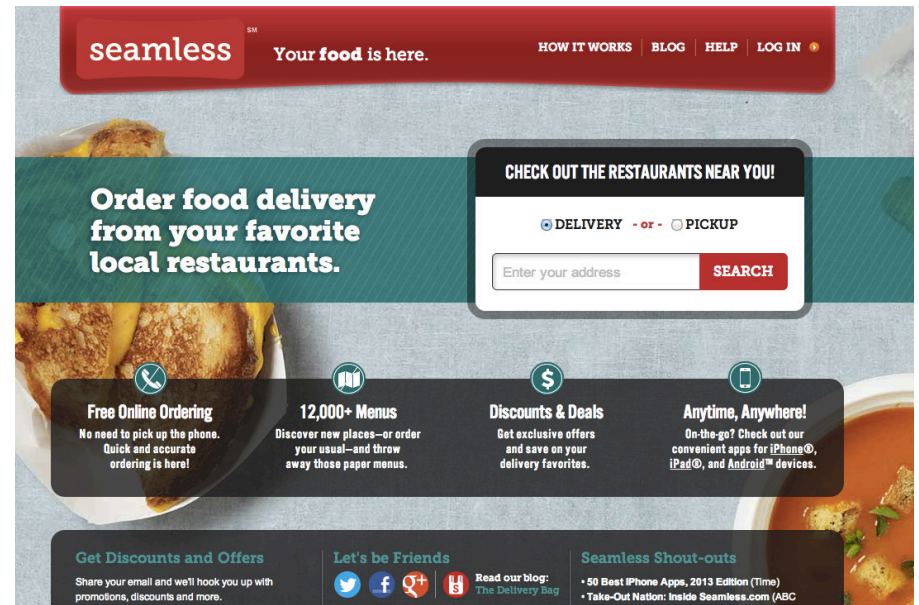 seamless℠
Your food is here.
HOW IT WORKS
BLOG
HELP
LOG IN
Order food delivery
from your favorite
local restaurants.
CHECK OUT THE RESTAURANTS NEAR YOU!
DELIVERY - or - PICKUP
Enter your address
SEARCH
Free Online Ordering
No need to pick up the phone.
Quick and accurate
ordering is here!
12,000+ Menus
Discover new places—or order
your usual—and throw
away those paper menus.
$
Discounts & Deals
Get exclusive offers
and save on your
delivery favorites.
Anytime, Anywhere!
On-the-go? Check out our
convenient apps for iPhone®,
iPad®, and Android™ devices.
Get Discounts and Offers
Share your email and we'll hook you up with
promotions, discounts and more.
Let's be Friends
f
g+
Read our blog:
The Delivery Bag
Seamless Shout-outs
• 50 Best iPhone Apps, 2013 Edition (Time)
• Take-Out Nation: Inside Seamless.com (ABC